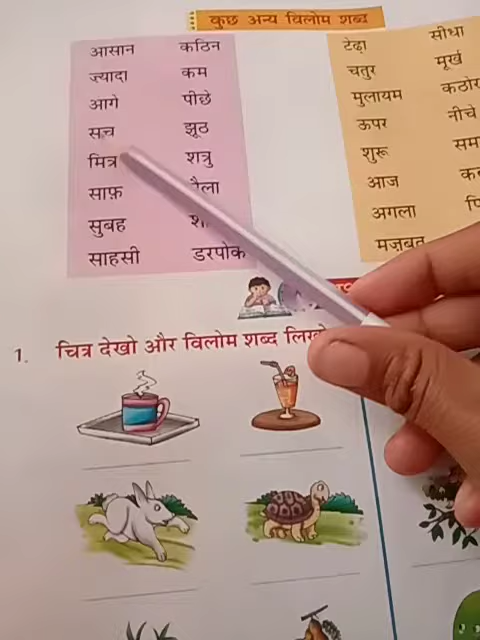 कुछ अन्य विलोम शब्द
आसान कठिन
ज्यादा कम
आगे पीछे
सच झूठ
मित्र शत्रु
साफ़
सुबह
साहसी डरपोक
टेढ़ा सीधा
चतुर मूर्ख
मुलायम कठोर
ऊपर नीचे
शुरू
आज
अगला
1. चित्र देखो और विलोम शब्द